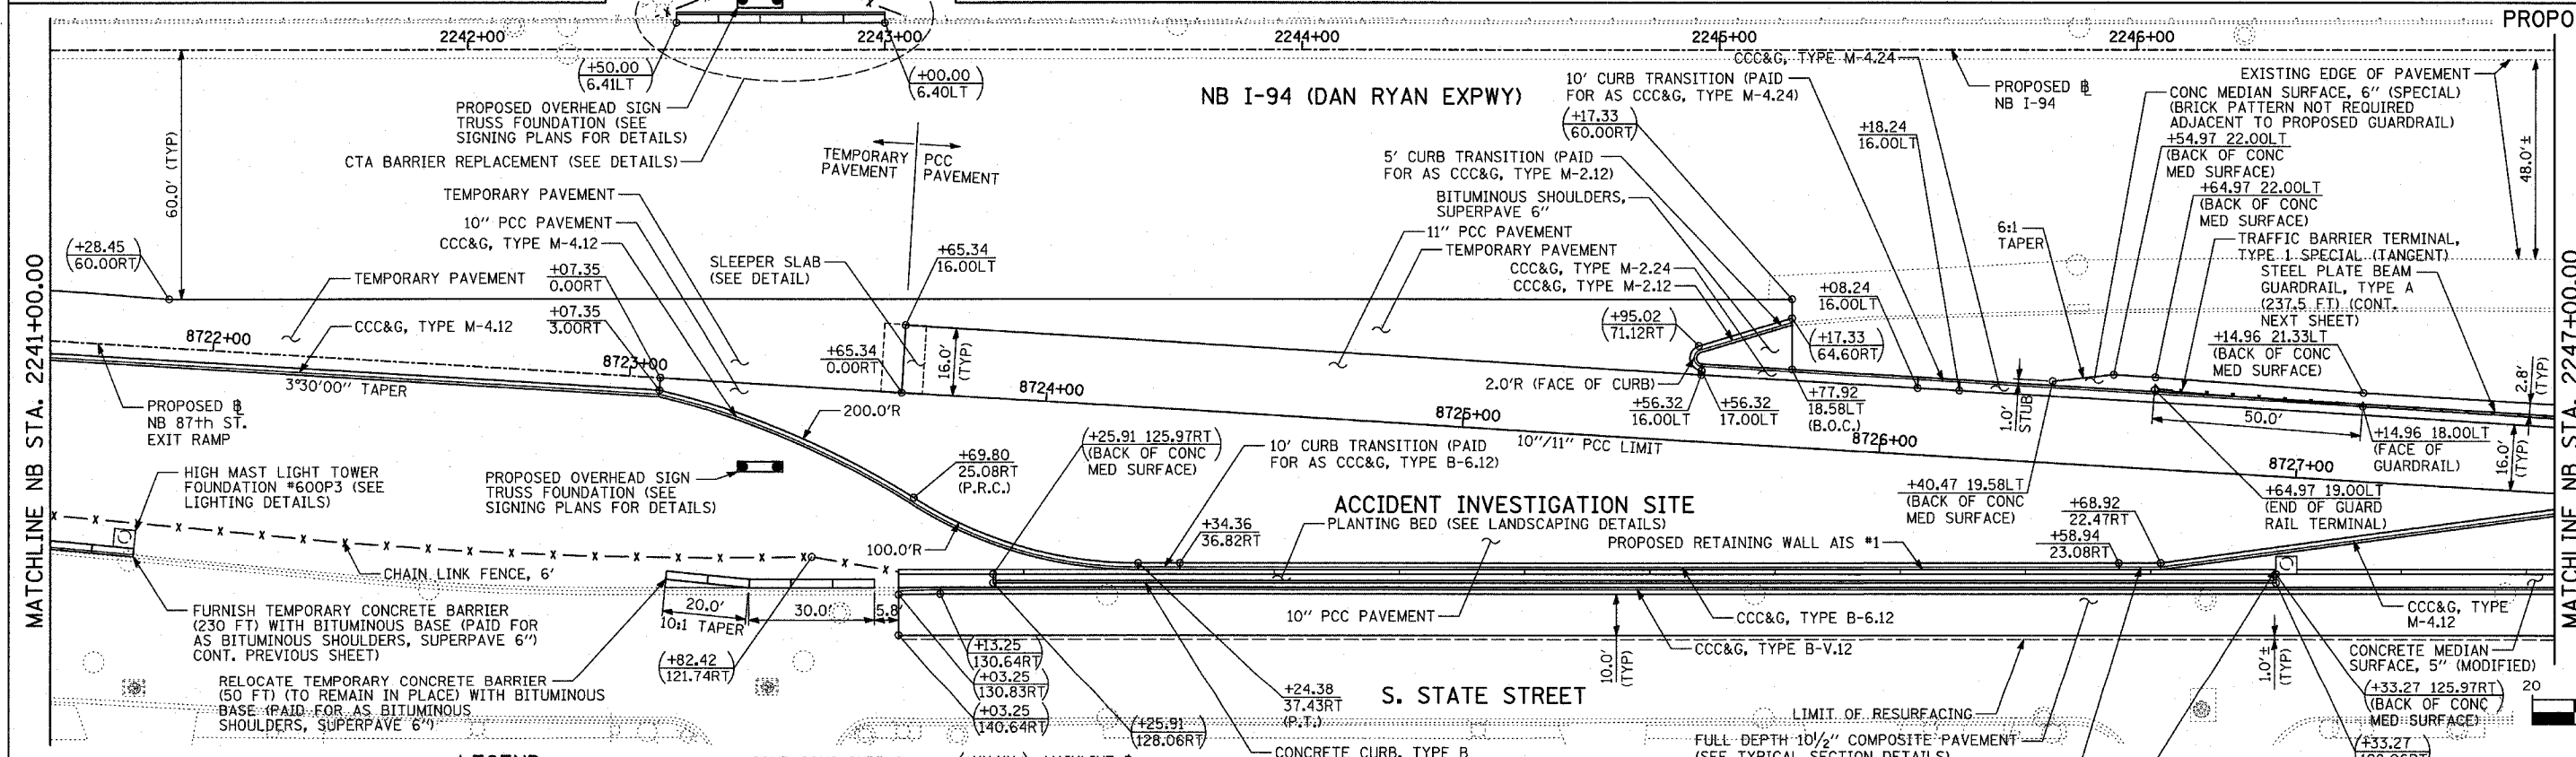 PROPO
2242+00
2243+00
2244+00
2245+00
2246+00
(+50.00
6.41LT)
(+00.00
6.40LT)
NB I-94 (DAN RYAN EXPWY)
CCC&G, TYPE M-4.24
10' CURB TRANSITION (PAID
FOR AS CCC&G, TYPE M-4.24)
PROPOSED ℄
NB I-94
EXISTING EDGE OF PAVEMENT
CONC MEDIAN SURFACE, 6" (SPECIAL)
(BRICK PATTERN NOT REQUIRED
ADJACENT TO PROPOSED GUARDRAIL)
PROPOSED OVERHEAD SIGN
TRUSS FOUNDATION (SEE
SIGNING PLANS FOR DETAILS)
CTA BARRIER REPLACEMENT (SEE DETAILS)
60.0' (TYP)
TEMPORARY
PAVEMENT
PCC
PAVEMENT
(+17.33
60.00RT)
+18.24
16.00LT
+54.97 22.00LT
(BACK OF CONC
MED SURFACE)
+64.97 22.00LT
(BACK OF CONC
MED SURFACE)
48.0'±
5' CURB TRANSITION (PAID
FOR AS CCC&G, TYPE M-2.12)
BITUMINOUS SHOULDERS,
SUPERPAVE 6"
11" PCC PAVEMENT
TEMPORARY PAVEMENT
CCC&G, TYPE M-2.24
CCC&G, TYPE M-2.12
TEMPORARY PAVEMENT
10" PCC PAVEMENT
CCC&G, TYPE M-4.12
6:1
TAPER
TRAFFIC BARRIER TERMINAL,
TYPE 1 SPECIAL (TANGENT)
STEEL PLATE BEAM
GUARDRAIL, TYPE A
(237.5 FT) (CONT.
NEXT SHEET)
(+28.45
60.00RT)
TEMPORARY PAVEMENT
+07.35
0.00RT
+07.35
3.00RT
SLEEPER SLAB
(SEE DETAIL)
+65.34
16.00LT
+08.24
16.00LT
(+95.02
71.12RT)
(+17.33
64.60RT)
+14.96 21.33LT
(BACK OF CONC
MED SURFACE)
MATCHLINE NB STA. 2241+00.00
MATCHLINE NB STA. 2247+00.00
8722+00
CCC&G, TYPE M-4.12
8723+00
+65.34
0.00RT
16.0'
(TYP)
3°30'00" TAPER
8724+00
2.0'R (FACE OF CURB)
+56.32
16.00LT
+56.32
17.00LT
+77.92
18.58LT
(B.O.C.)
1.0'
STUB
50.0'
2.8'
(TYP)
PROPOSED ℄
NB 87th ST.
EXIT RAMP
200.0'R
8725+00
10"/11" PCC LIMIT
8726+00
8727+00
+14.96 18.00LT
(FACE OF
GUARDRAIL)
16.0'
(TYP)
HIGH MAST LIGHT TOWER
FOUNDATION #600P3 (SEE
LIGHTING DETAILS)
PROPOSED OVERHEAD SIGN
TRUSS FOUNDATION (SEE
SIGNING PLANS FOR DETAILS)
+69.80
25.08RT
(P.R.C.)
(+25.91 125.97RT)
(BACK OF CONC
MED SURFACE)
10' CURB TRANSITION (PAID
FOR AS CCC&G, TYPE B-6.12)
ACCIDENT INVESTIGATION SITE
PLANTING BED (SEE LANDSCAPING DETAILS)
PROPOSED RETAINING WALL AIS #1
+40.47 19.58LT
(BACK OF CONC
MED SURFACE)
+68.92
22.47RT
+58.94
23.08RT
+64.97 19.00LT
(END OF GUARD
RAIL TERMINAL)
+34.36
36.82RT
100.0'R
CHAIN LINK FENCE, 6'
FURNISH TEMPORARY CONCRETE BARRIER
(230 FT) WITH BITUMINOUS BASE (PAID FOR
AS BITUMINOUS SHOULDERS, SUPERPAVE 6")
CONT. PREVIOUS SHEET)
20.0'
10:1 TAPER
30.0'
5.8'
10" PCC PAVEMENT
CCC&G, TYPE B-6.12
CCC&G, TYPE B-V.12
CCC&G, TYPE
M-4.12
(+82.42
121.74RT)
(+13.25
130.64RT)
(+03.25
130.83RT)
(+03.25
140.64RT)
10.0'
(TYP)
1.0'±
(TYP)
CONCRETE MEDIAN
SURFACE, 5" (MODIFIED)
RELOCATE TEMPORARY CONCRETE BARRIER
(50 FT) (TO REMAIN IN PLACE) WITH BITUMINOUS
BASE (PAID FOR AS BITUMINOUS
SHOULDERS, SUPERPAVE 6")
+24.38
37.43RT
(P.T.)
S. STATE STREET
(+25.91
128.06RT)
LIMIT OF RESURFACING
(+33.27 125.97RT)
(BACK OF CONC
MED SURFACE)
20
FULL DEPTH 10½" COMPOSITE PAVEMENT
(SEE TYPICAL SECTION DETAILS)
CONCRETE CURB, TYPE B
(+33.27
LEGEND